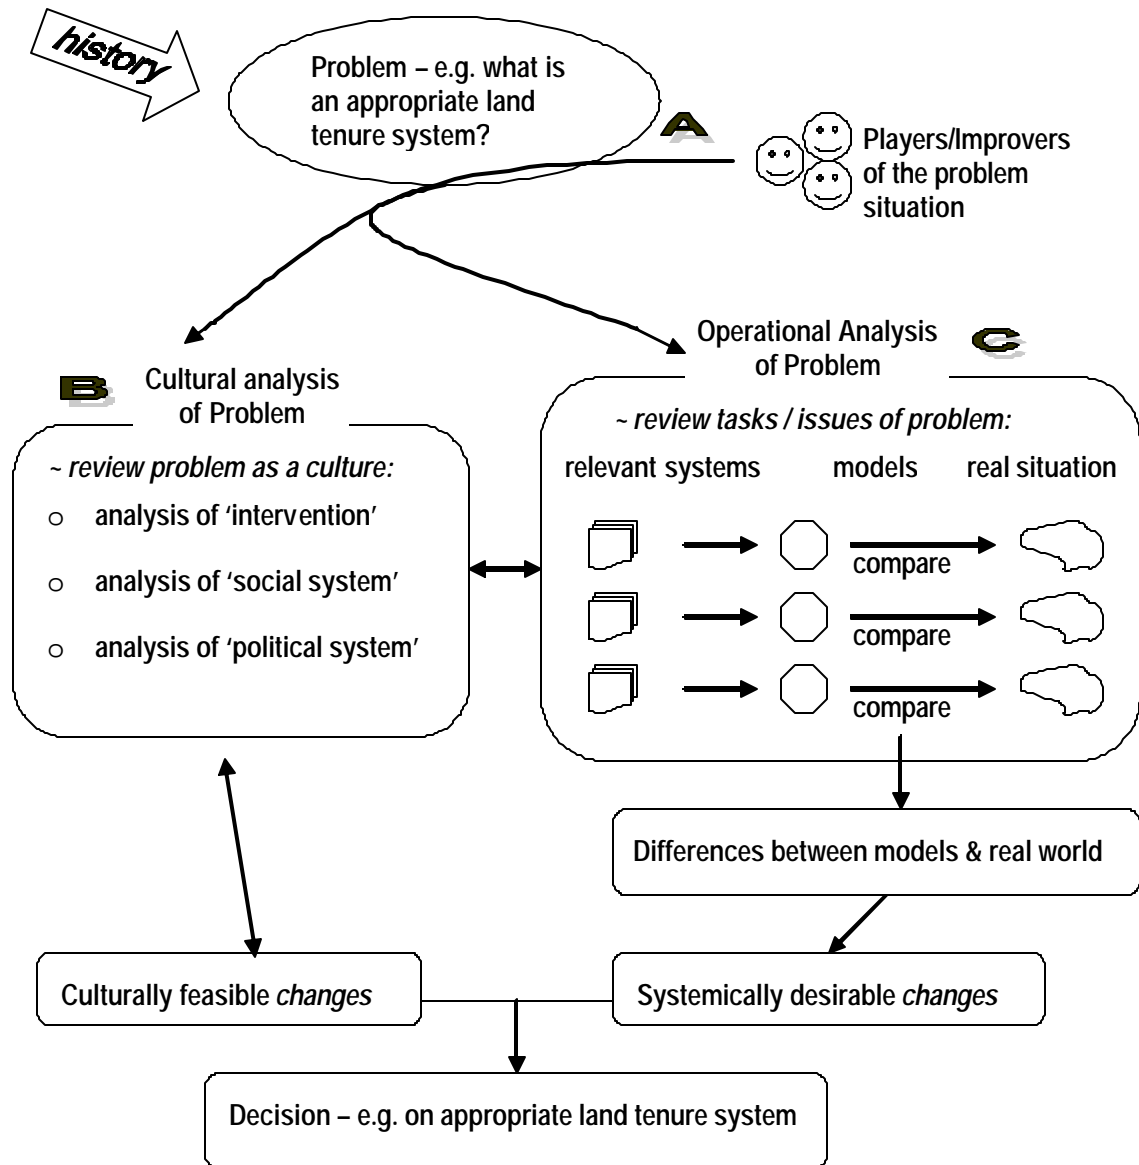 history
Problem – e.g. what is
an appropriate land
tenure system?
A
Players/Improvers
of the problem
situation
B
Cultural analysis
of Problem
~ review problem as a culture:
o analysis of ‘intervention’
o analysis of ‘social system’
o analysis of ‘political system’
Operational Analysis
of Problem
C
~ review tasks / issues of problem:
relevant systems models real situation
compare
compare
compare
Differences between models & real world
Culturally feasible changes
Systemically desirable changes
Decision – e.g. on appropriate land tenure system